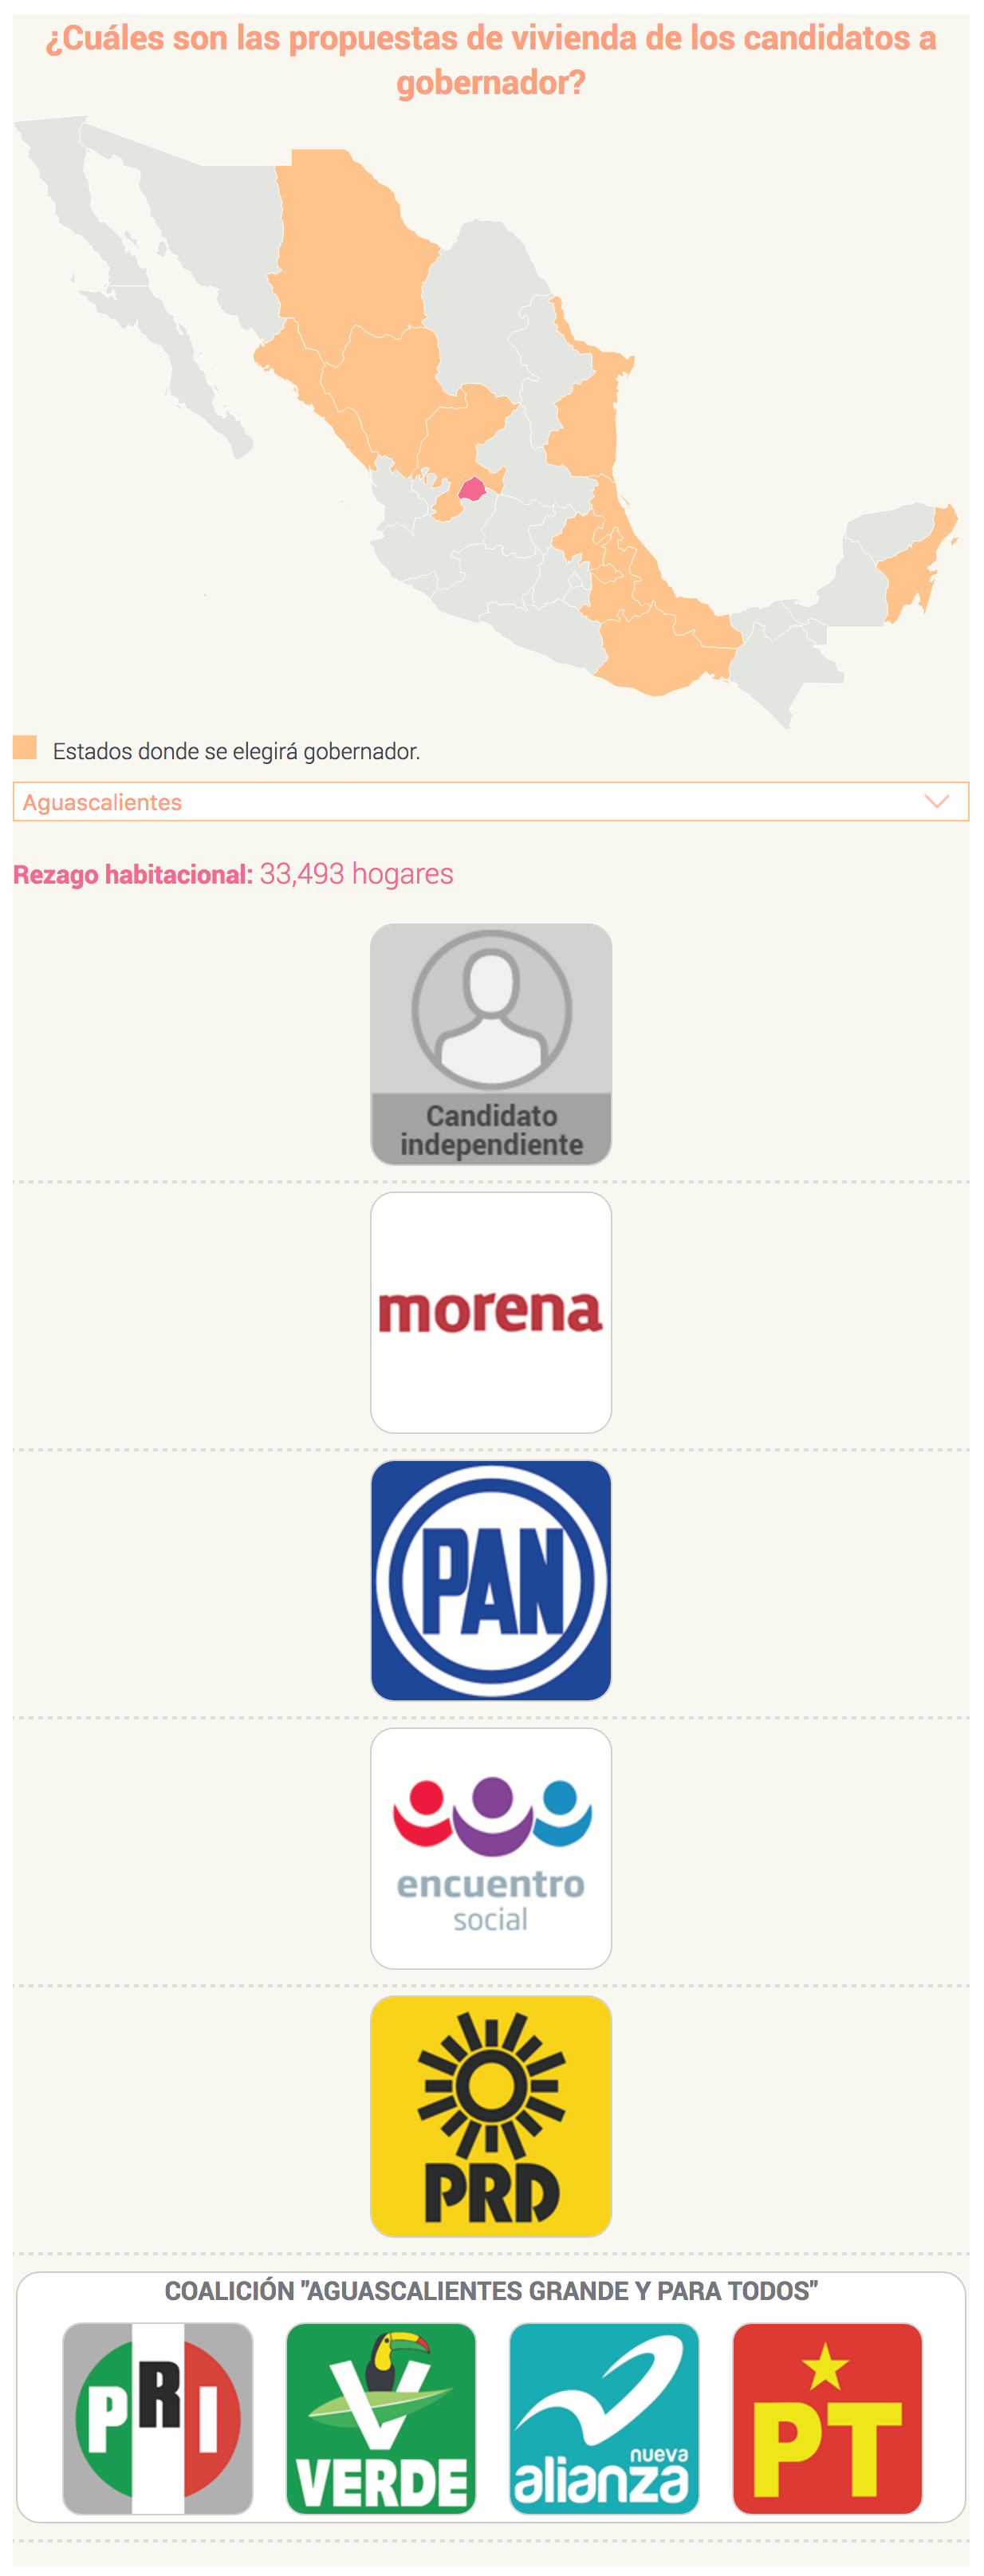 ¿Cuáles son las propuestas de vivienda de los candidatos a
gobernador?
Estados donde se elegirá gobernador.
Aguascalientes
Rezago habitacional: 33,493 hogares
Candidato
independiente
morena
PAN
encuentro
social
PRD
COALICIÓN "AGUASCALIENTES GRANDE Y PARA TODOS"
PRI
VERDE
nueva
alianza
PT